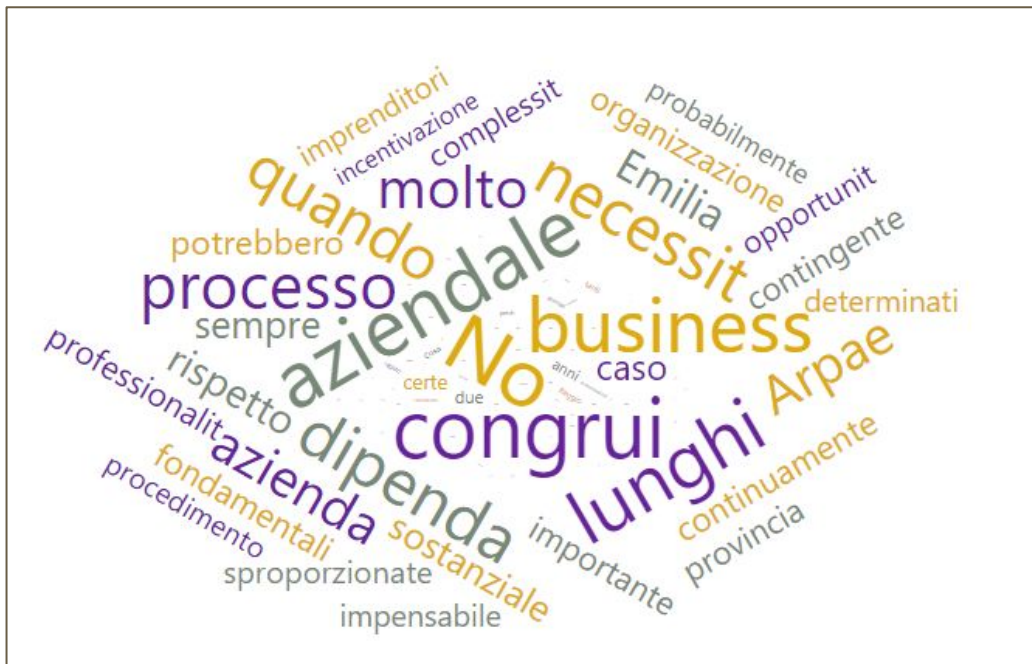 imprenditori
incentivazione
complessit
probabilmente
organizzazione
Emilia
opportunit
contingente
determinati
quando
molto
necessit
potrebbero
processo
aziendale
sempre
business
No
certe
due
anni
caso
Arpae
professionalit
rispetto
congrui
lunghi
azienda
dipenda
continuamente
fondamentali
procedimento
sostanziale
importante
provincia
sproporzionate
impensabile